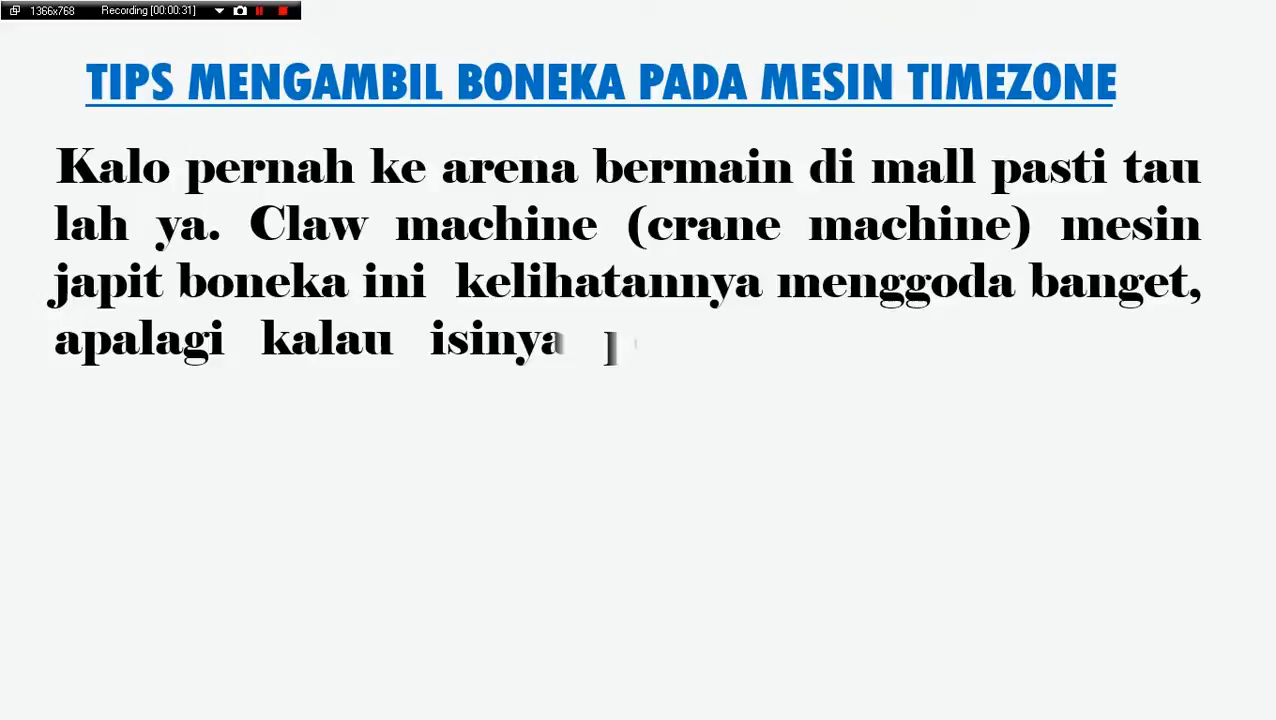 1366x768 Recording [00:00:31]
TIPS MENGAMBIL BONEKA PADA MESIN TIMEZONE
Kalo pernah ke arena bermain di mall pasti tau
lah ya. Claw machine (crane machine) mesin
japit boneka ini kelihatannya menggoda banget,
apalagi kalau isinya